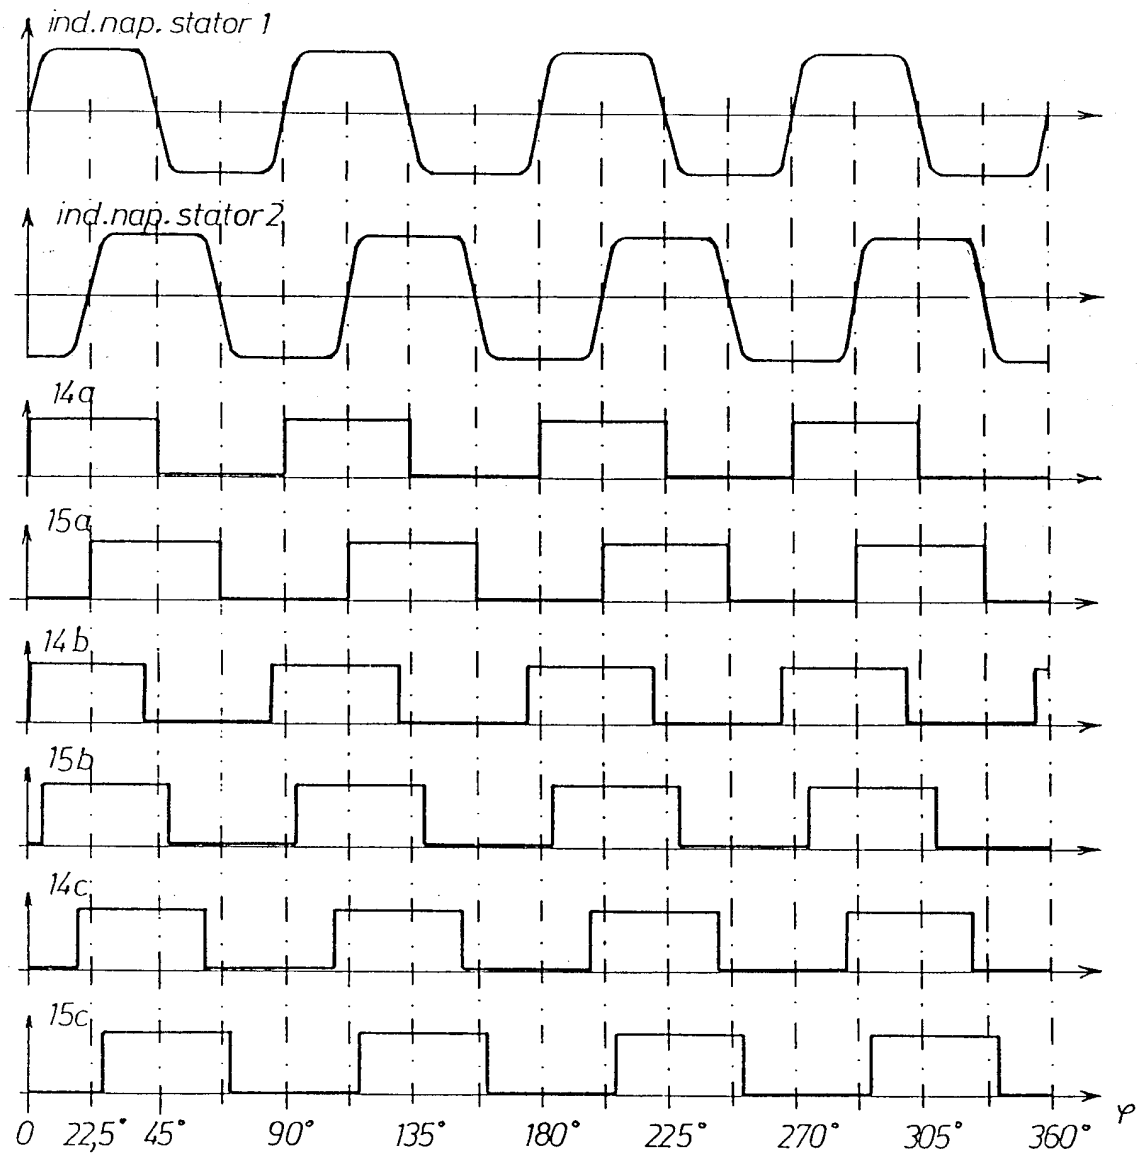 ind.nap.stator 1
ind.nap.stator 2
14a
15a
14b
15b
14c
15c
φ
0 22,5° 45° 90° 135° 180° 225° 270° 305° 360°